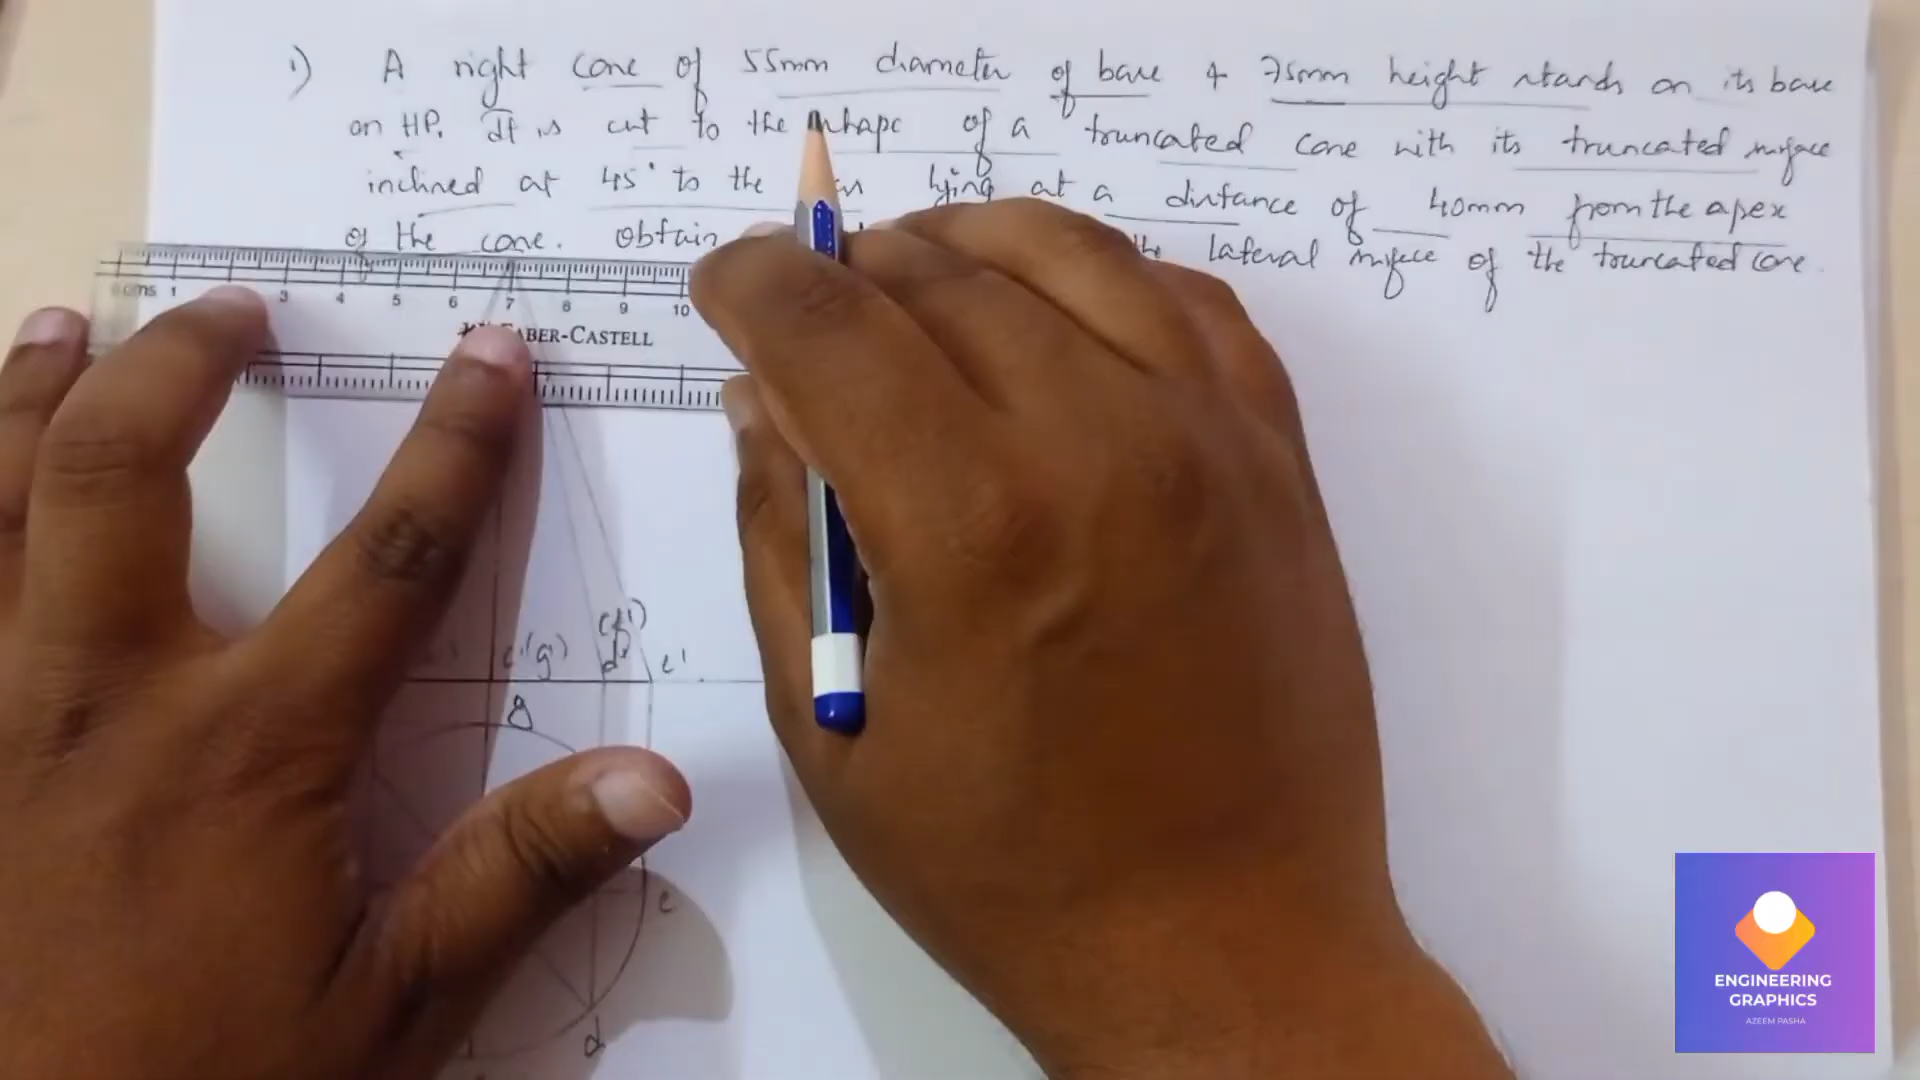 1) A right cone of 55mm diameter of base & 75mm height stands on its base
on HP. It is cut to the shape of a truncated cone with its truncated surface
inclined at 45° to the lying at a distance of 40mm from the apex
of the cone. Obtain the lateral surface of the truncated cone.
0 cms 1 3 4 5 6 7 8 9 10
FABER-CASTELL
(f')
c'(g') d' e'
g
e
d
ENGINEERING
GRAPHICS
AZEEM PASHA